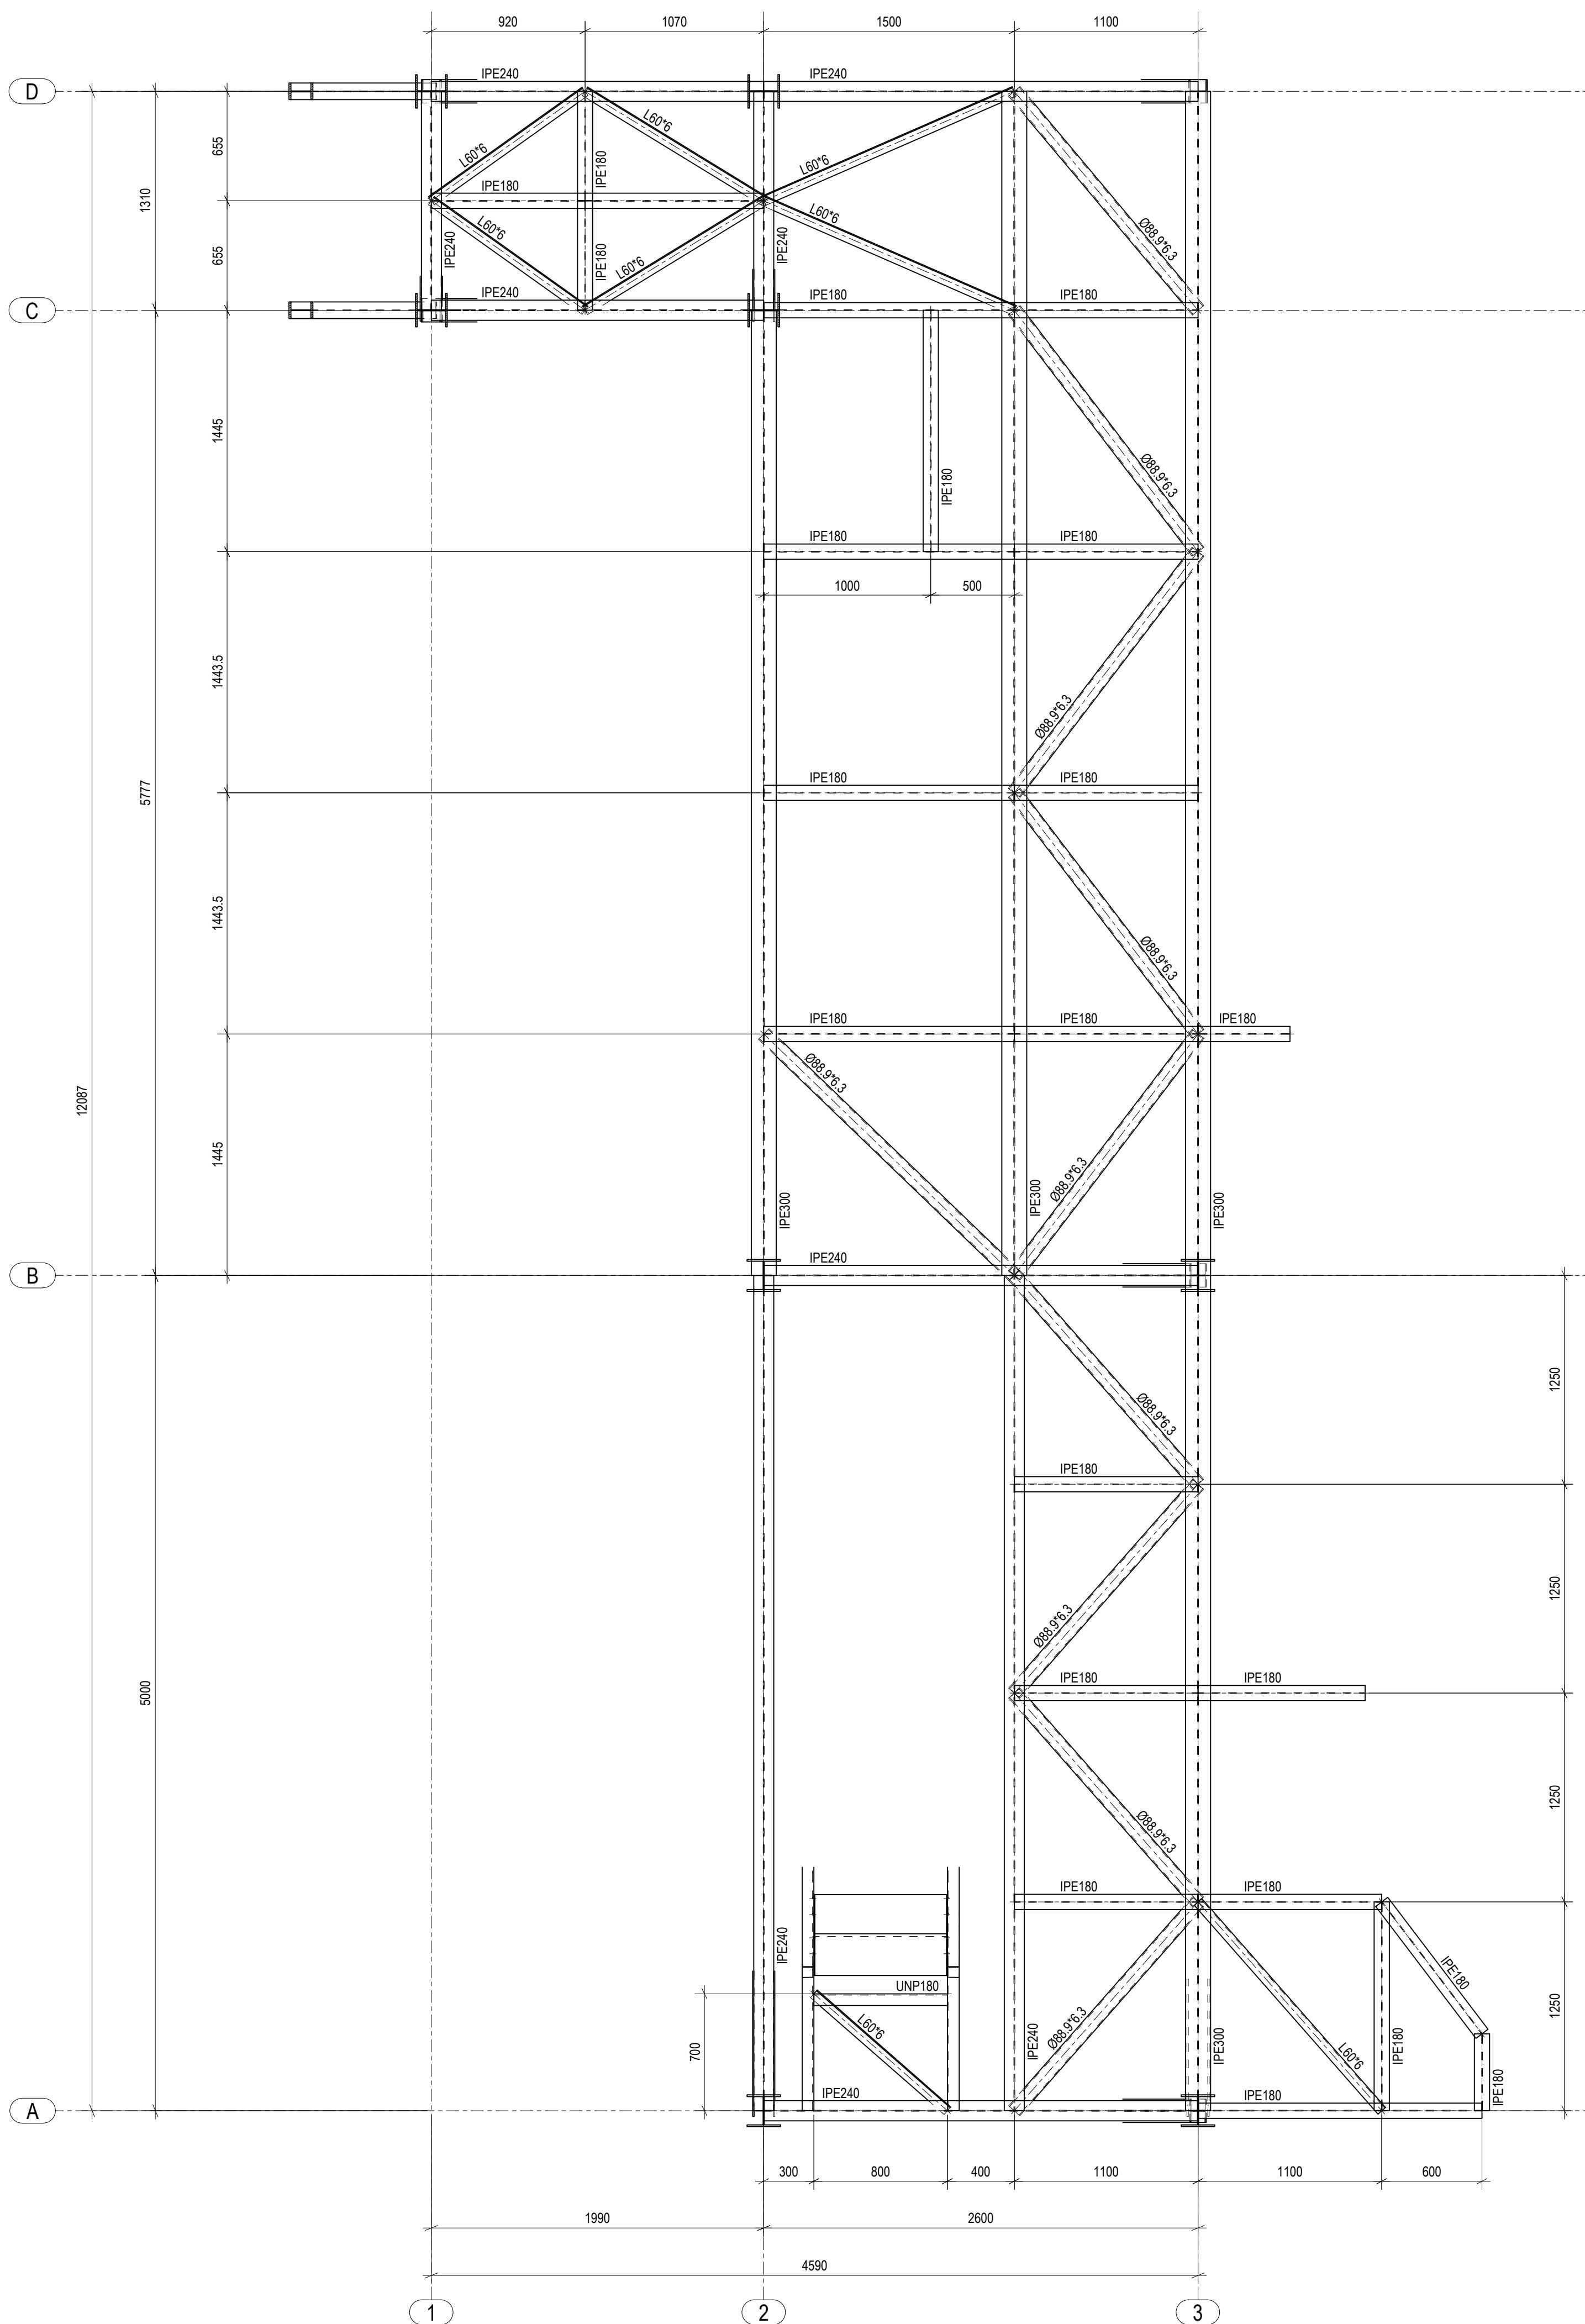 920
1070
1500
1100
D
IPE240
IPE240
L60*6
L60*6
L60*6
655
IPE180
IPE180
1310
L60*6
L60*6
L60*6
IPE240
IPE180
IPE240
Ø88.9*6.3
655
IPE240
IPE180
IPE180
C
1445
Ø88.9*6.3
IPE180
IPE180
IPE180
1000
500
1443.5
Ø88.9*6.3
5777
IPE180
IPE180
1443.5
Ø88.9*6.3
IPE180
IPE180
IPE180
12087
Ø88.9*6.3
1445
Ø88.9*6.3
IPE300
IPE300
IPE300
IPE240
B
1250
Ø88.9*6.3
IPE180
1250
Ø88.9*6.3
IPE180
IPE180
5000
1250
Ø88.9*6.3
IPE180
IPE180
IPE240
IPE180
UNP180
L60*6
700
IPE240
Ø88.9*6.3
IPE300
L60*6
IPE180
1250
IPE180
IPE240
IPE180
A
300
800
400
1100
1100
600
1990
2600
4590
1
2
3